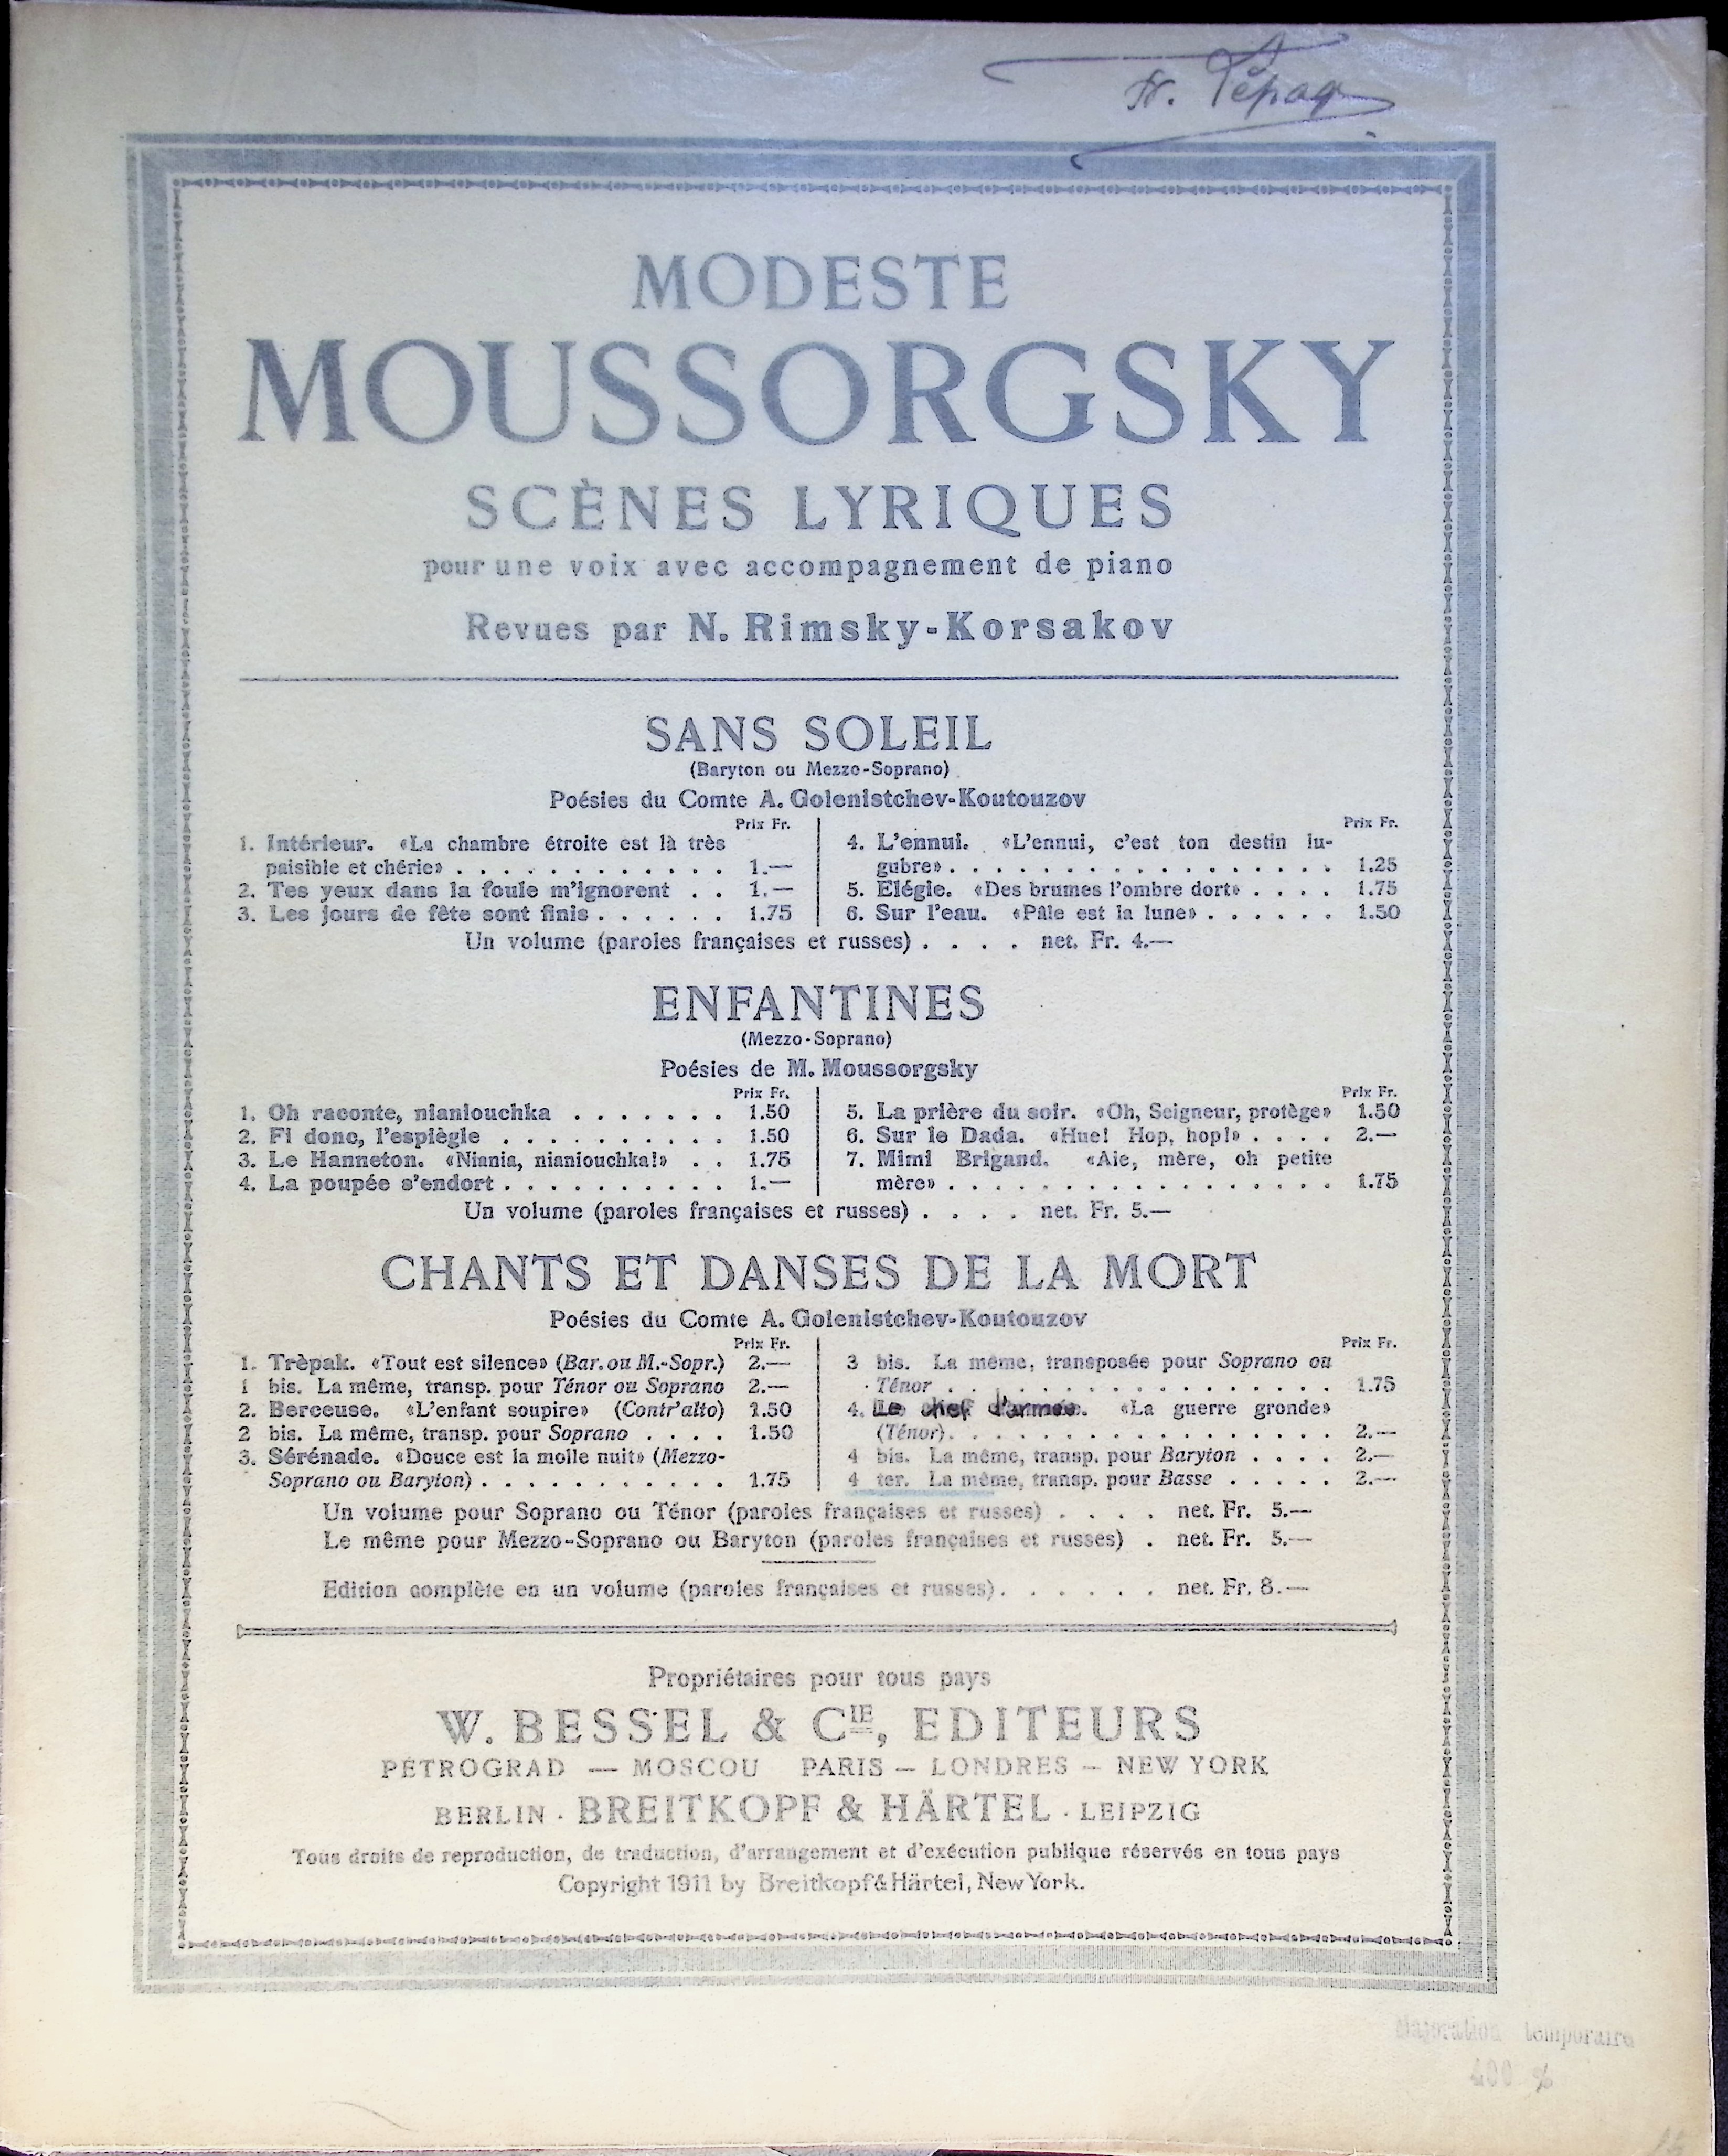 Fr. Pépaq
MODESTE
MOUSSORGSKY
SCÈNES LYRIQUES
pour une voix avec accompagnement de piano
Revues par N. Rimsky-Korsakov
SANS SOLEIL
(Baryton ou Mezzo-Soprano)
Poésies du Comte A. Golenistchev-Koutouzov
Prix Fr.
1. Intérieur. «La chambre étroite est là très
paisible et chérie» . . . . . . . . . . . . 1.—
2. Tes yeux dans la foule m'ignorent . . 1.—
3. Les jours de fête sont finis . . . . . . 1.75
Prix Fr.
4. L'ennui. «L'ennui, c'est ton destin lu-
gubre» . . . . . . . . . . . . . . . . . 1.25
5. Elégie. «Des brumes l'ombre dort» . . . . 1.75
6. Sur l'eau. «Pâle est la lune» . . . . . . 1.50
Un volume (paroles françaises et russes) . . . . net. Fr. 4.—
ENFANTINES
(Mezzo-Soprano)
Poésies de M. Moussorgsky
Prix Fr.
1. Oh raconte, nianiouchka . . . . . . . 1.50
2. Fi donc, l'espiègle . . . . . . . . . . 1.50
3. Le Hanneton. «Niania, nianiouchka!» . . 1.75
4. La poupée s'endort . . . . . . . . . . 1.—
Prix Fr.
5. La prière du soir. «Oh, Seigneur, protège» 1.50
6. Sur le Dada. «Hue! Hop, hop!» . . . . 2.—
7. Mimi Brigand. «Aie, mère, oh petite
mère» . . . . . . . . . . . . . . . . . 1.75
Un volume (paroles françaises et russes) . . . . net. Fr. 5.—
CHANTS ET DANSES DE LA MORT
Poésies du Comte A. Golenistchev-Koutouzov
Prix Fr.
1. Trèpak. «Tout est silence» (Bar. ou M.-Sopr.) 2.—
1 bis. La même, transp. pour Ténor ou Soprano 2.—
2. Berceuse. «L'enfant soupire» (Contr'alto) 1.50
2 bis. La même, transp. pour Soprano . . . . 1.50
3. Sérénade. «Douce est la molle nuit» (Mezzo-
Soprano ou Baryton) . . . . . . . . . . . 1.75
Prix Fr.
3 bis. La même, transposée pour Soprano ou
Ténor . . . . . . . . . . . . . . . . . 1.75
4. Le chef d'armée. «La guerre gronde»
(Ténor). . . . . . . . . . . . . . . . . 2.—
4 bis. La même, transp. pour Baryton . . . . 2.—
4 ter. La même, transp. pour Basse . . . . . 2.—
Un volume pour Soprano ou Ténor (paroles françaises et russes) . . . . net. Fr. 5.—
Le même pour Mezzo-Soprano ou Baryton (paroles françaises et russes) . net. Fr. 5.—
Edition complète en un volume (paroles françaises et russes). . . . . . net. Fr. 8.—
Propriétaires pour tous pays
W. BESSEL & CIE, EDITEURS
PÉTROGRAD — MOSCOU PARIS — LONDRES — NEW YORK
BERLIN · BREITKOPF & HÄRTEL · LEIPZIG
Tous droits de reproduction, de traduction, d'arrangement et d'exécution publique réservés en tous pays
Copyright 1911 by Breitkopf & Härtel, New York.
Majoration temporaire
400 %